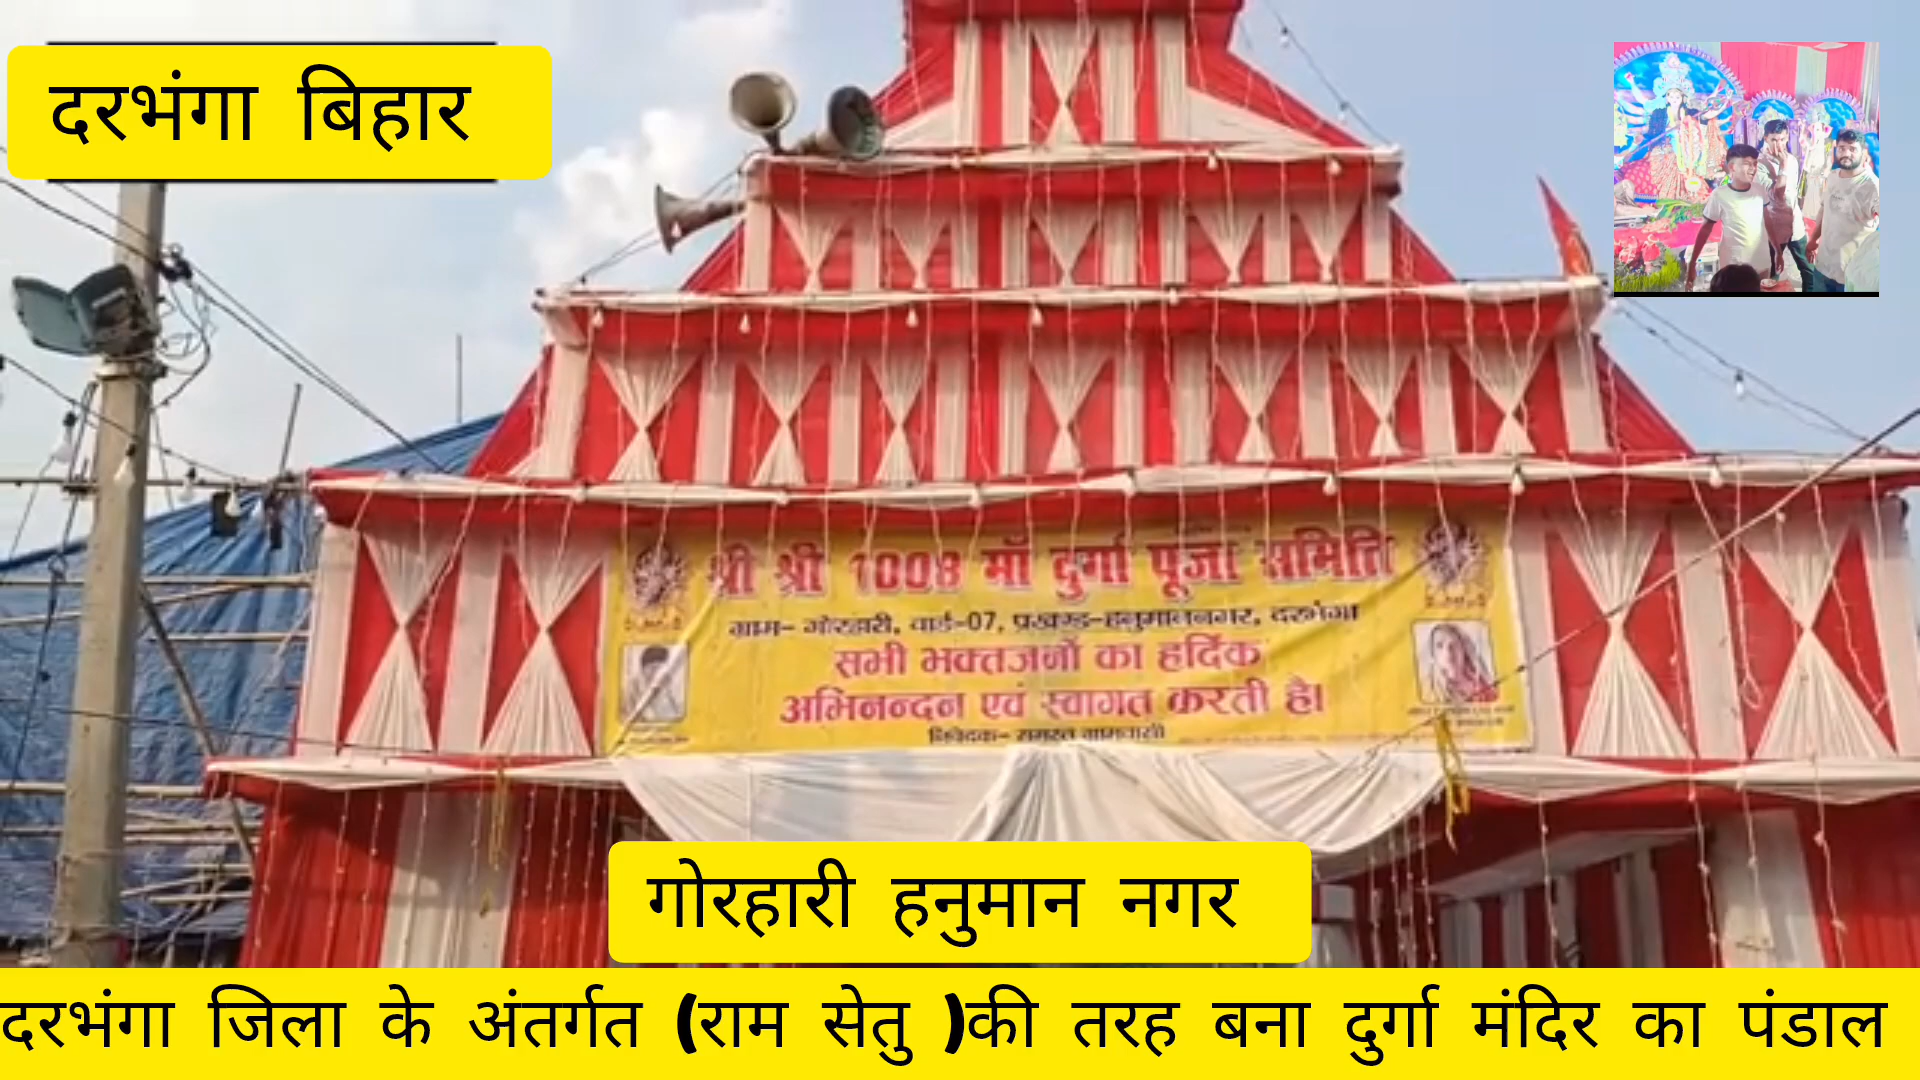 दरभंगा बिहार
श्री श्री 1008 माँ दुर्गा पूजा समिति
ग्राम- गोरहारी, वार्ड-07, प्रखण्ड-हनुमाननगर, दरभंगा
सभी भक्तजनों का हर्दिक
अभिनन्दन एवं स्वागत करती है।
निवेदक- समस्त ग्रामवासी
गोरहारी हनुमान नगर
दरभंगा जिला के अंतर्गत (राम सेतु )की तरह बना दुर्गा मंदिर का पंडाल